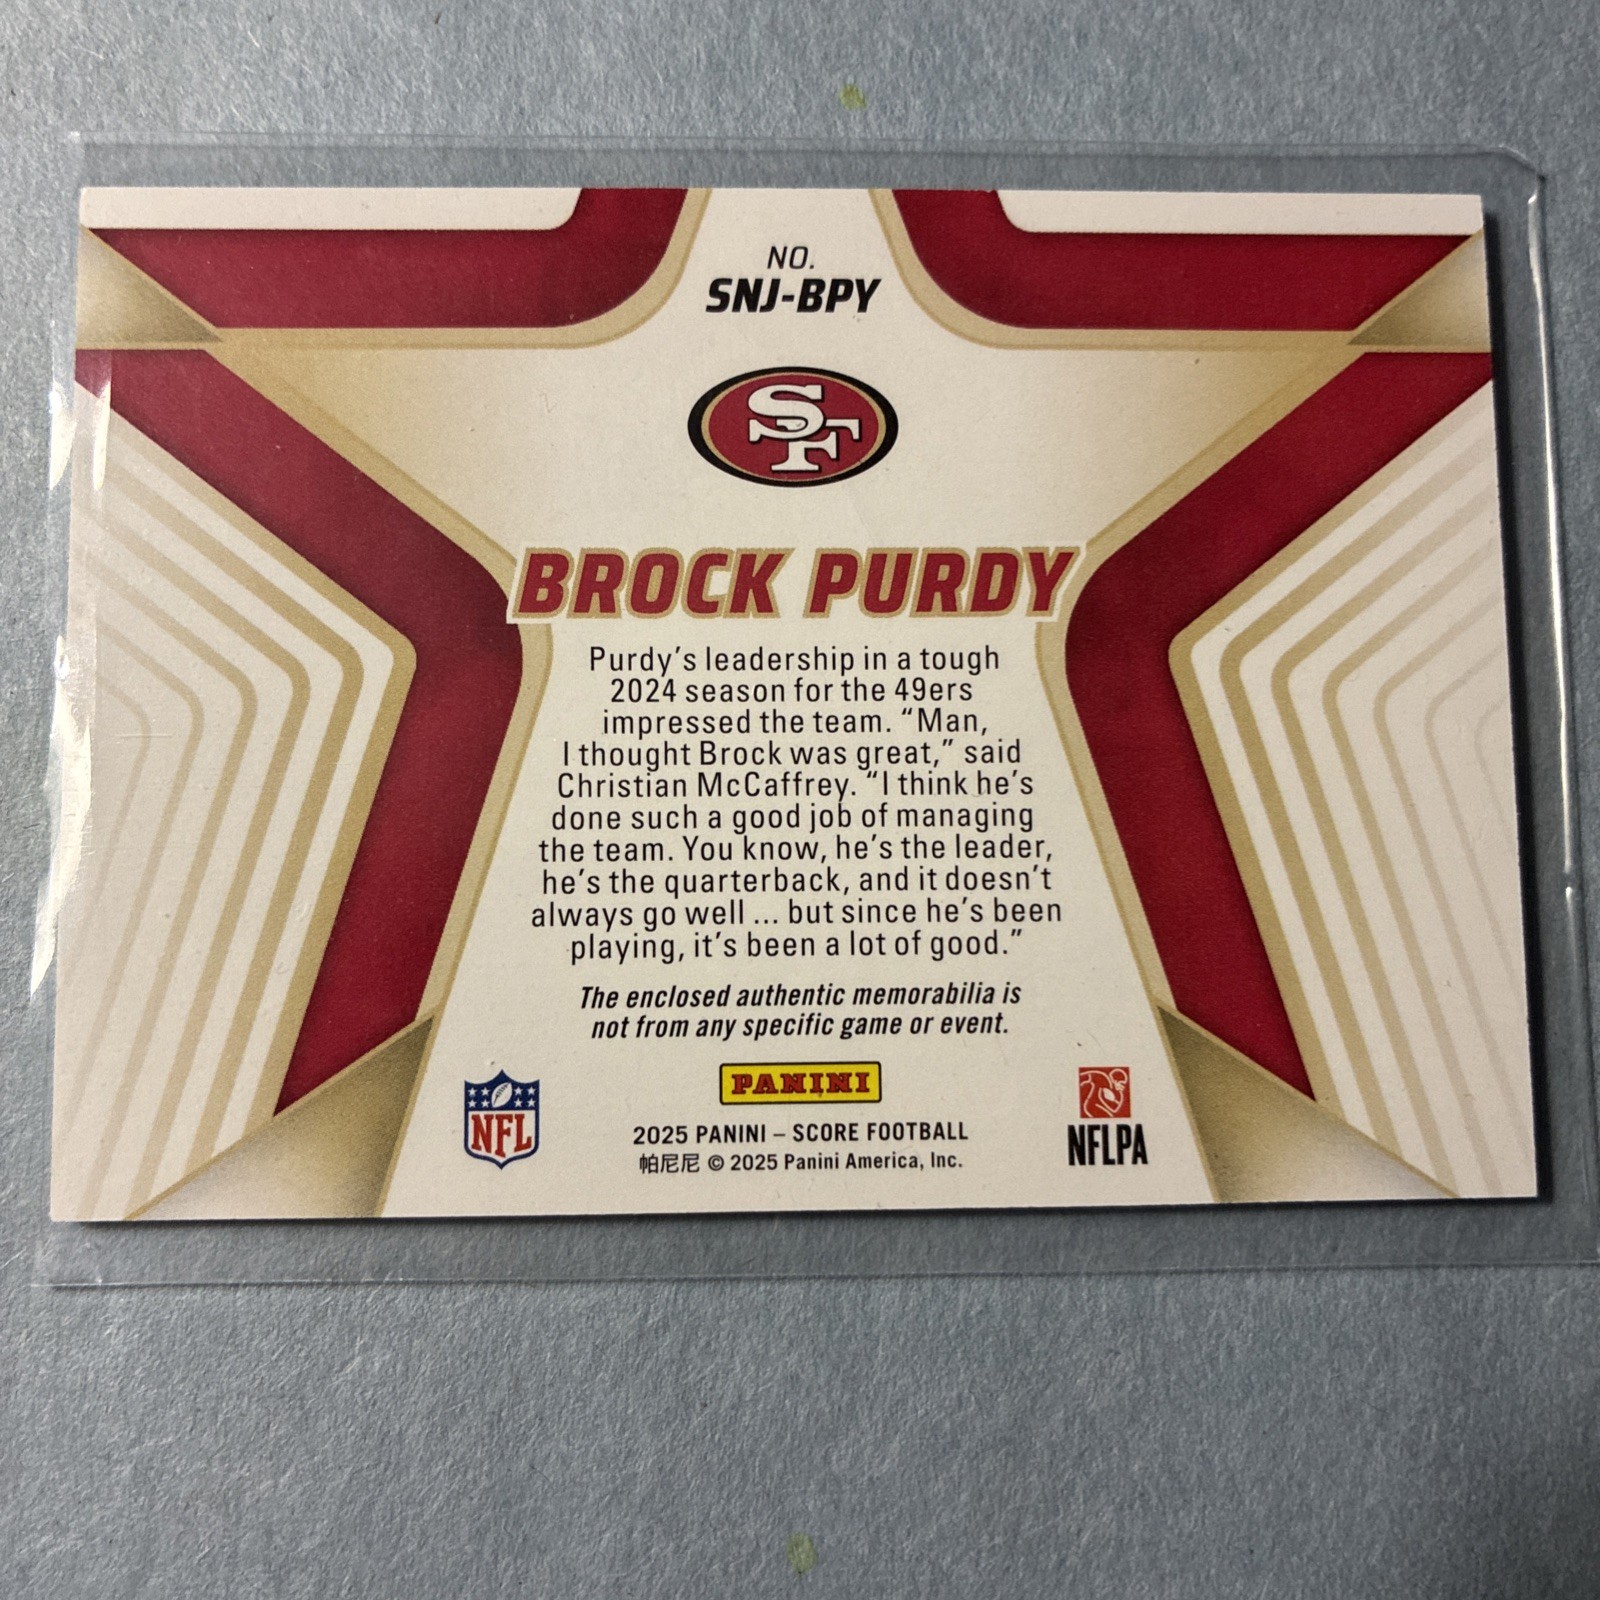 NO.
SNJ-BPY
SF
BROCK PURDY
Purdy's leadership in a tough
2024 season for the 49ers
impressed the team. “Man,
I thought Brock was great,” said
Christian McCaffrey. “I think he's
done such a good job of managing
the team. You know, he's the leader,
he's the quarterback, and it doesn't
always go well ... but since he's been
playing, it's been a lot of good.”
The enclosed authentic memorabilia is
not from any specific game or event.
PANINI
NFL
2025 PANINI – SCORE FOOTBALL
帕尼尼 © 2025 Panini America, Inc.
NFLPA